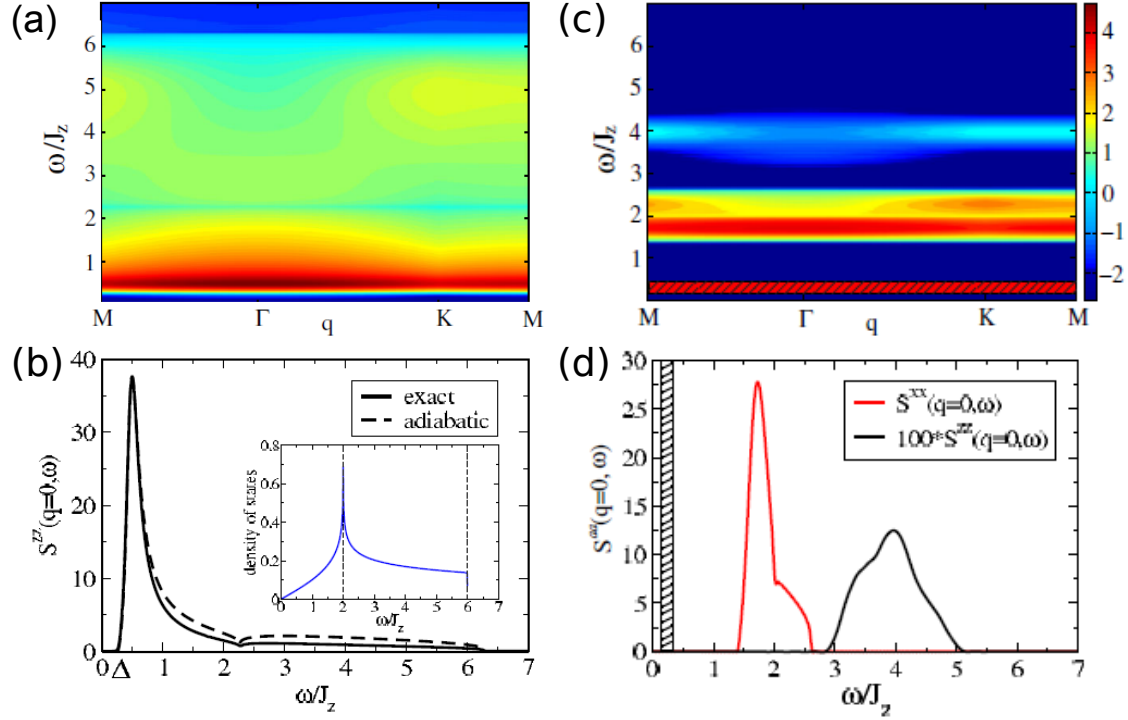 (a)
6
5
4
3
2
1
ω/J_z
M Γ q K M
(c)
6
5
4
3
2
1
ω/J_z
M Γ q K M
4
3
2
1
0
−1
−2
(b)
40
30
20
10
0
S^zz(q=0,ω)
exact
adiabatic
0.8
0.6
0.4
0.2
0
density of states
0 1 2 3 4 5 6 7
ω/J_z
0 Δ 1 2 3 4 5 6 7
ω/J_z
(d)
30
25
20
15
10
5
0
S^αα(q=0, ω)
S^xx(q=0,ω)
100*S^zz(q=0,ω)
0 1 2 3 4 5 6 7
ω/J_z